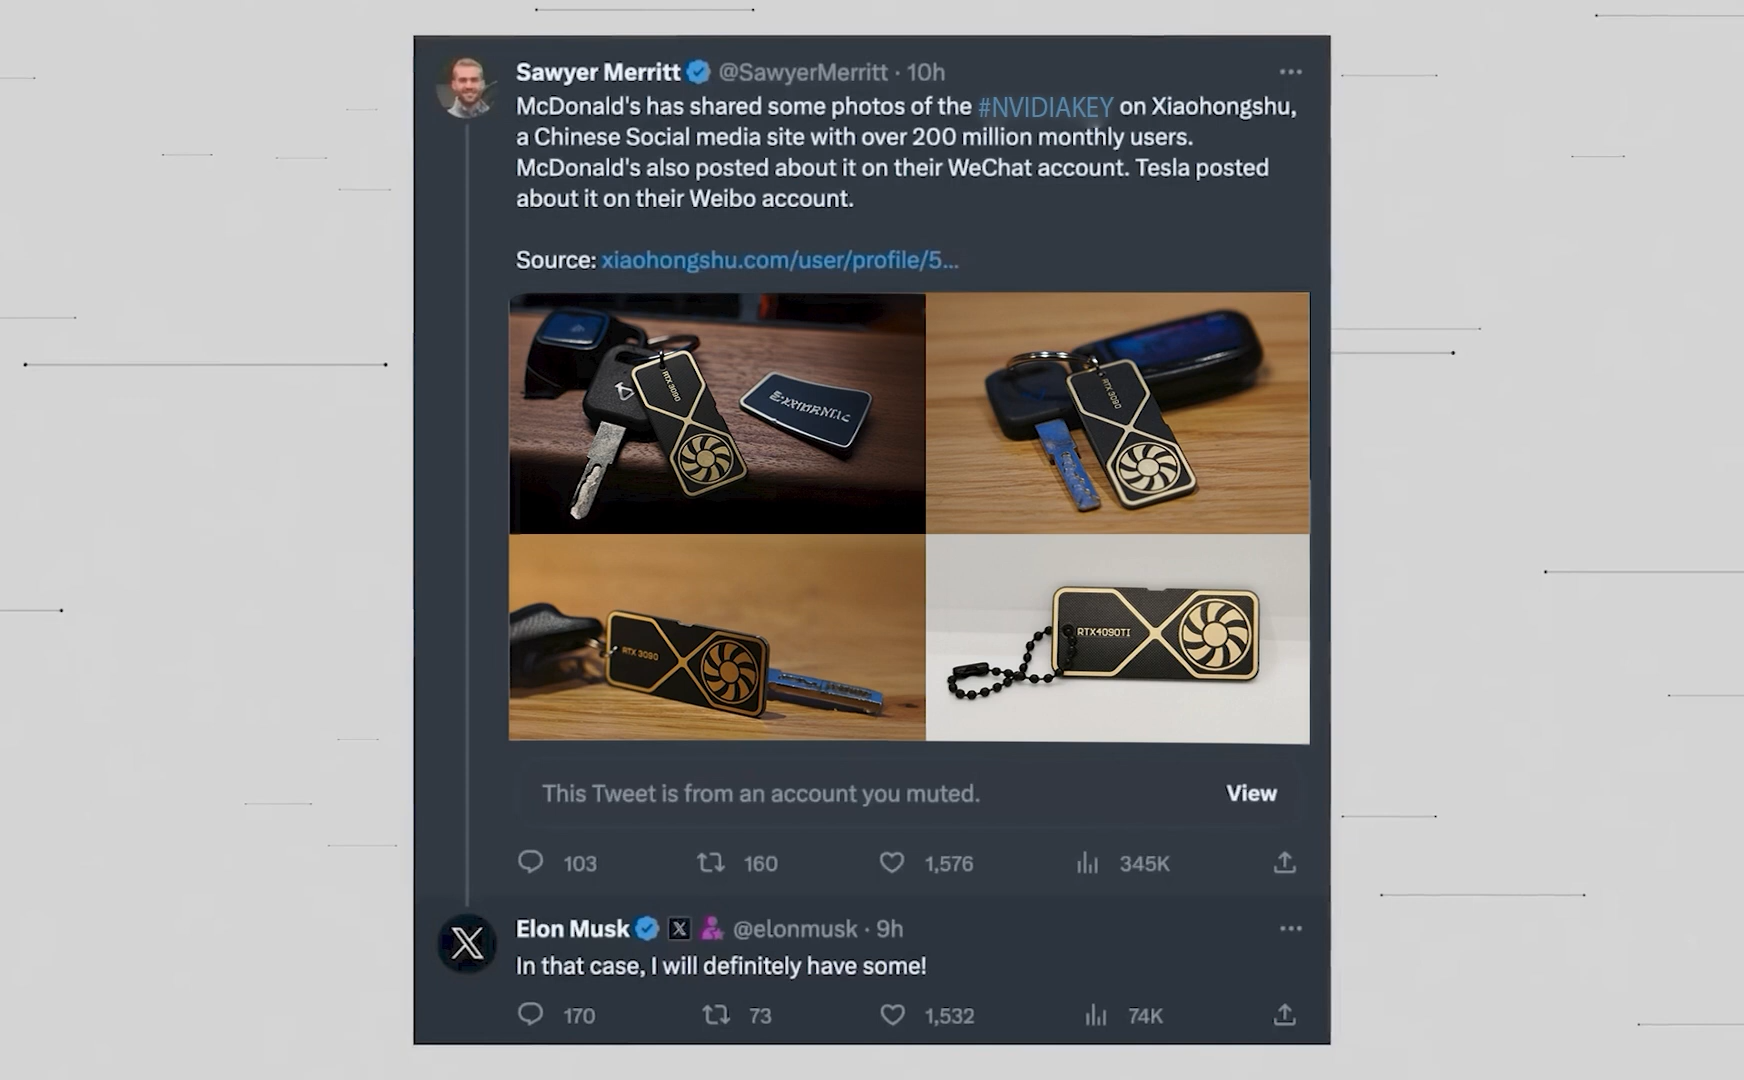 Sawyer Merritt @SawyerMerritt · 10h
McDonald's has shared some photos of the #NVIDIAKEY on Xiaohongshu,
a Chinese Social media site with over 200 million monthly users.
McDonald's also posted about it on their WeChat account. Tesla posted
about it on their Weibo account.
Source: xiaohongshu.com/user/profile/5...
RTX 3090
RTX 3090
RTX 3090
RTX4090TI
This Tweet is from an account you muted.
View
103 160 1,576 345K
Elon Musk @elonmusk · 9h
In that case, I will definitely have some!
170 73 1,532 74K